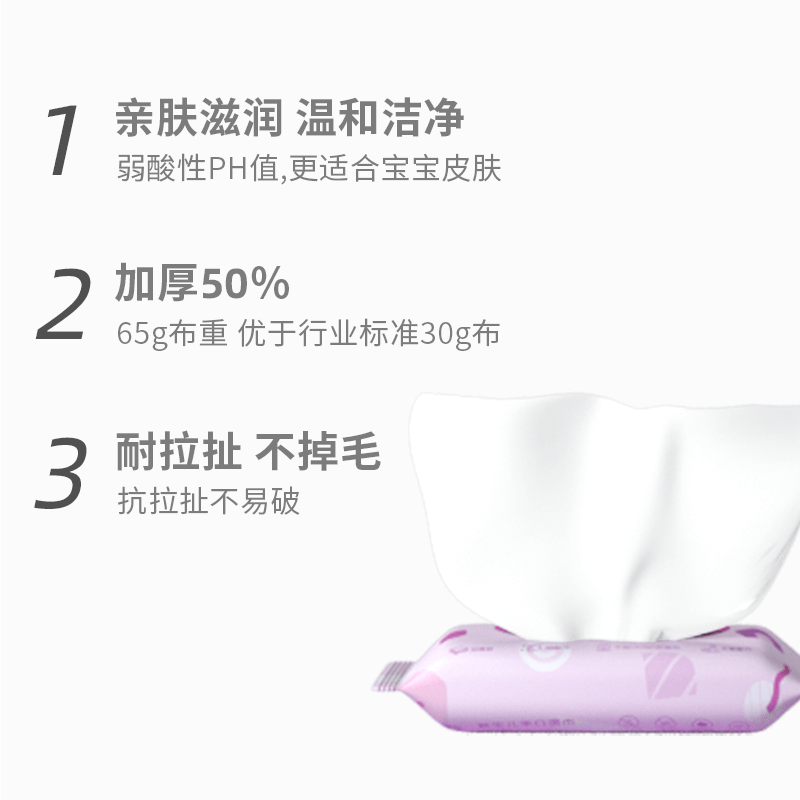 1
亲肤滋润 温和洁净
弱酸性PH值,更适合宝宝皮肤
2
加厚50%
65g布重 优于行业标准30g布
3
耐拉扯 不掉毛
抗拉扯不易破